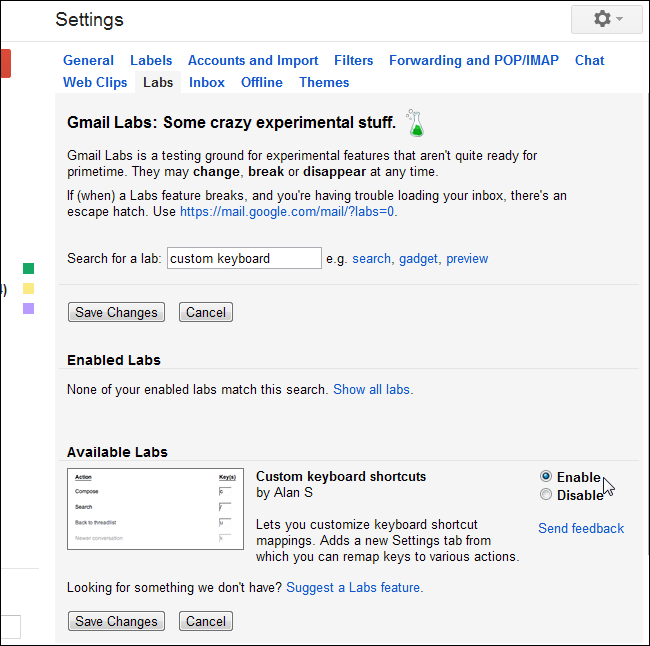 Settings
General Labels Accounts and Import Filters Forwarding and POP/IMAP Chat
Web Clips Labs Inbox Offline Themes
Gmail Labs: Some crazy experimental stuff.
Gmail Labs is a testing ground for experimental features that aren't quite ready for
primetime. They may change, break or disappear at any time.
If (when) a Labs feature breaks, and you're having trouble loading your inbox, there's an
escape hatch. Use https://mail.google.com/mail/?labs=0.
Search for a lab: custom keyboard e.g. search, gadget, preview
4)
Save Changes Cancel
Enabled Labs
None of your enabled labs match this search. Show all labs.
Available Labs
Action Key(s)
Compose c
Search /
Back to threadlist u
Newer conversation k
Custom keyboard shortcuts
by Alan S
Lets you customize keyboard shortcut
mappings. Adds a new Settings tab from
which you can remap keys to various actions.
Enable
Disable
Send feedback
Looking for something we don't have? Suggest a Labs feature.
Save Changes Cancel